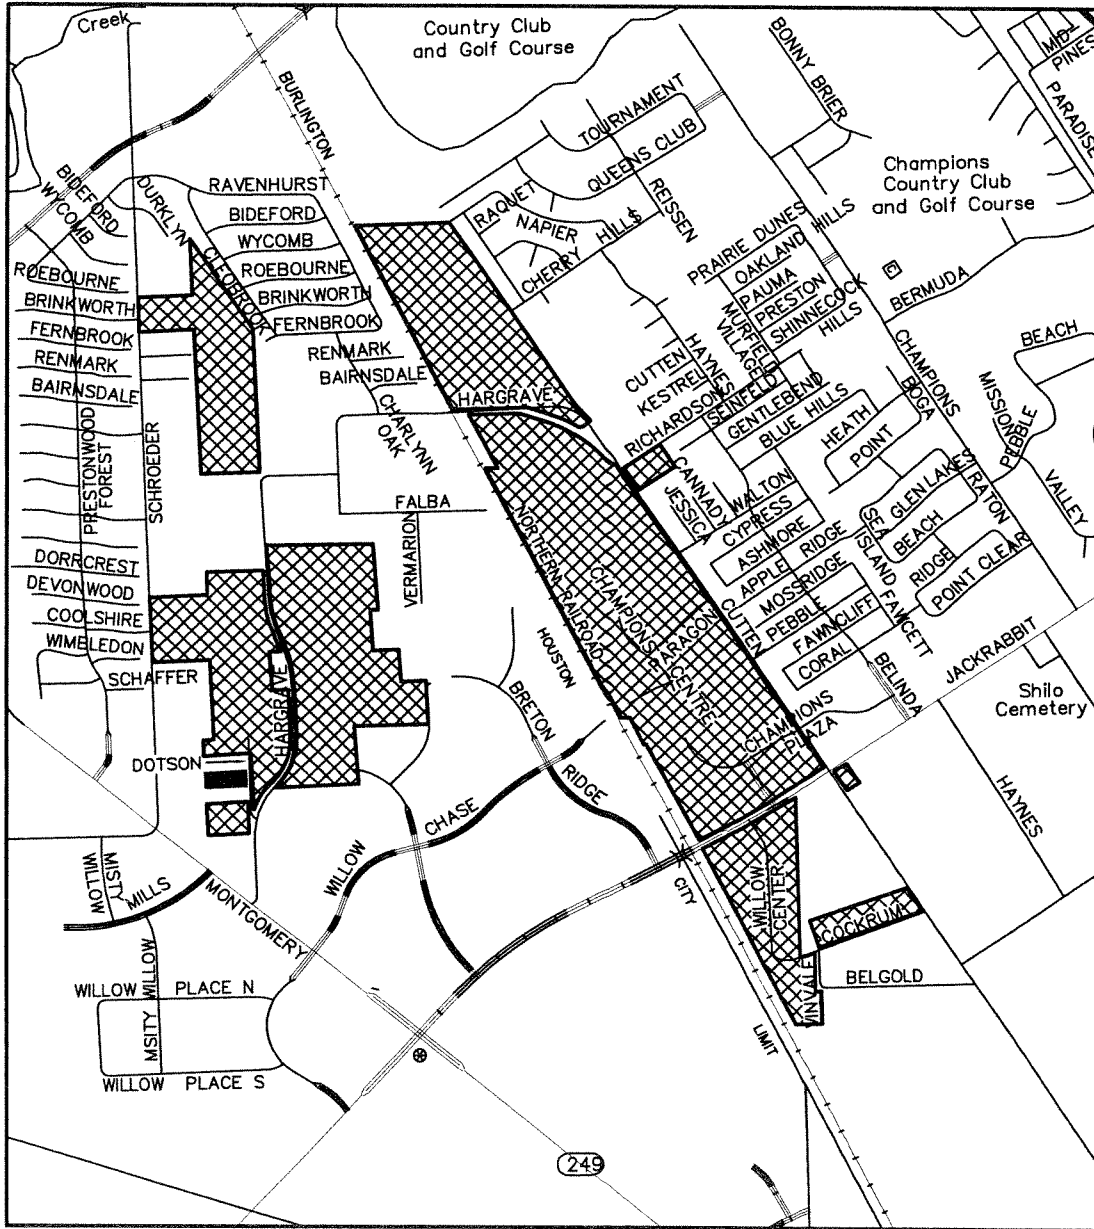 Creek
Country Club
and Golf Course
BONNY BRIER
MID-
PINES
PARADISE
BURLINGTON
TOURNAMENT
QUEENS CLUB
REISSEN
Champions
Country Club
and Golf Course
BIDEFORD
WYCOMB
DURKLYN
RAVENHURST
BIDEFORD
WYCOMB
ROEBOURNE
BRINKWORTH
FERNBROOK
CLEOBROOK
RAQUET
NAPIER
CHERRY HILLS
PRAIRIE DUNES
OAKLAND HILLS
PAUMA
PRESTON
SHINNECOCK
HILLS
MUIRFIELD
VILLAGE
BERMUDA
ROEBOURNE
BRINKWORTH
FERNBROOK
RENMARK
BAIRNSDALE
RENMARK
BAIRNSDALE
CHARLYNN
OAK
HARGRAVE
CUTTEN
KESTREL
HAYNES
RICHARDSON
SEINFELD
GENTLEBEND
BLUE HILLS
HEATH
POINT
BOGA
CHAMPIONS
BEACH
MISSION
PEBBLE
VALLEY
PRESTONWOOD
FOREST
SCHROEDER
FALBA
VERMARION
NORTHERN RAILROAD
CANNADY
JESSICA
WALTON
CYPRESS
ASHMORE
APPLE RIDGE
MOSSRIDGE
PEBBLE
FAWNCLIFF
CORAL
SEA
ISLAND
FAWCETT
GLEN LAKES
BEACH
RIDGE
POINT CLEAR
STRATON
DORRCREST
DEVONWOOD
COOLSHIRE
WIMBLEDON
SCHAFFER
HARGRAVE
DOTSON
HOUSTON
CHAMPIONS
CENTRE
PARAGON
CUTTEN
CHAMPIONS
PLAZA
BELINDA
JACKRABBIT
Shilo
Cemetery
BRETON
RIDGE
WILLOW CHASE
HAYNES
MISTY
WILLOW
MILLS
MONTGOMERY
CITY
WILLOW
CENTER
COCKRUM
VINVALE
BELGOLD
WILLOW PLACE N
MSITY WILLOW
WILLOW PLACE S
LIMIT
249